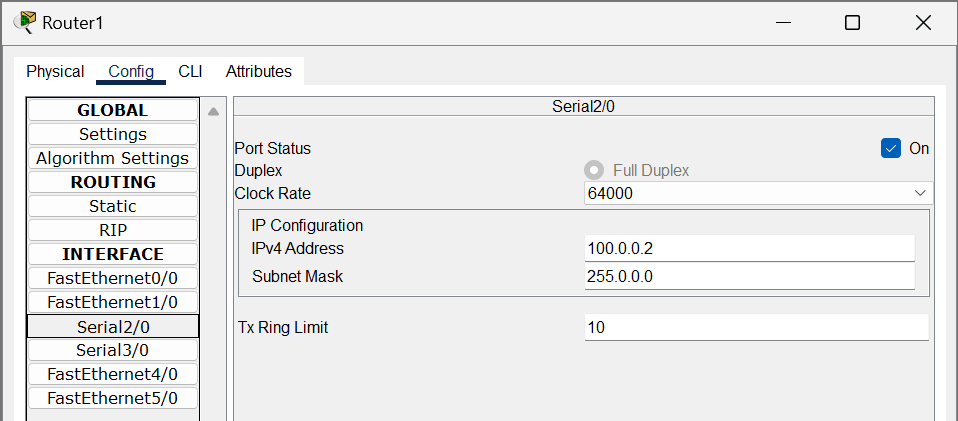 Router1
Physical Config CLI Attributes
GLOBAL
Settings
Algorithm Settings
ROUTING
Static
RIP
INTERFACE
FastEthernet0/0
FastEthernet1/0
Serial2/0
Serial3/0
FastEthernet4/0
FastEthernet5/0
Serial2/0
Port Status On
Duplex Full Duplex
Clock Rate 64000
IP Configuration
IPv4 Address 100.0.0.2
Subnet Mask 255.0.0.0
Tx Ring Limit 10